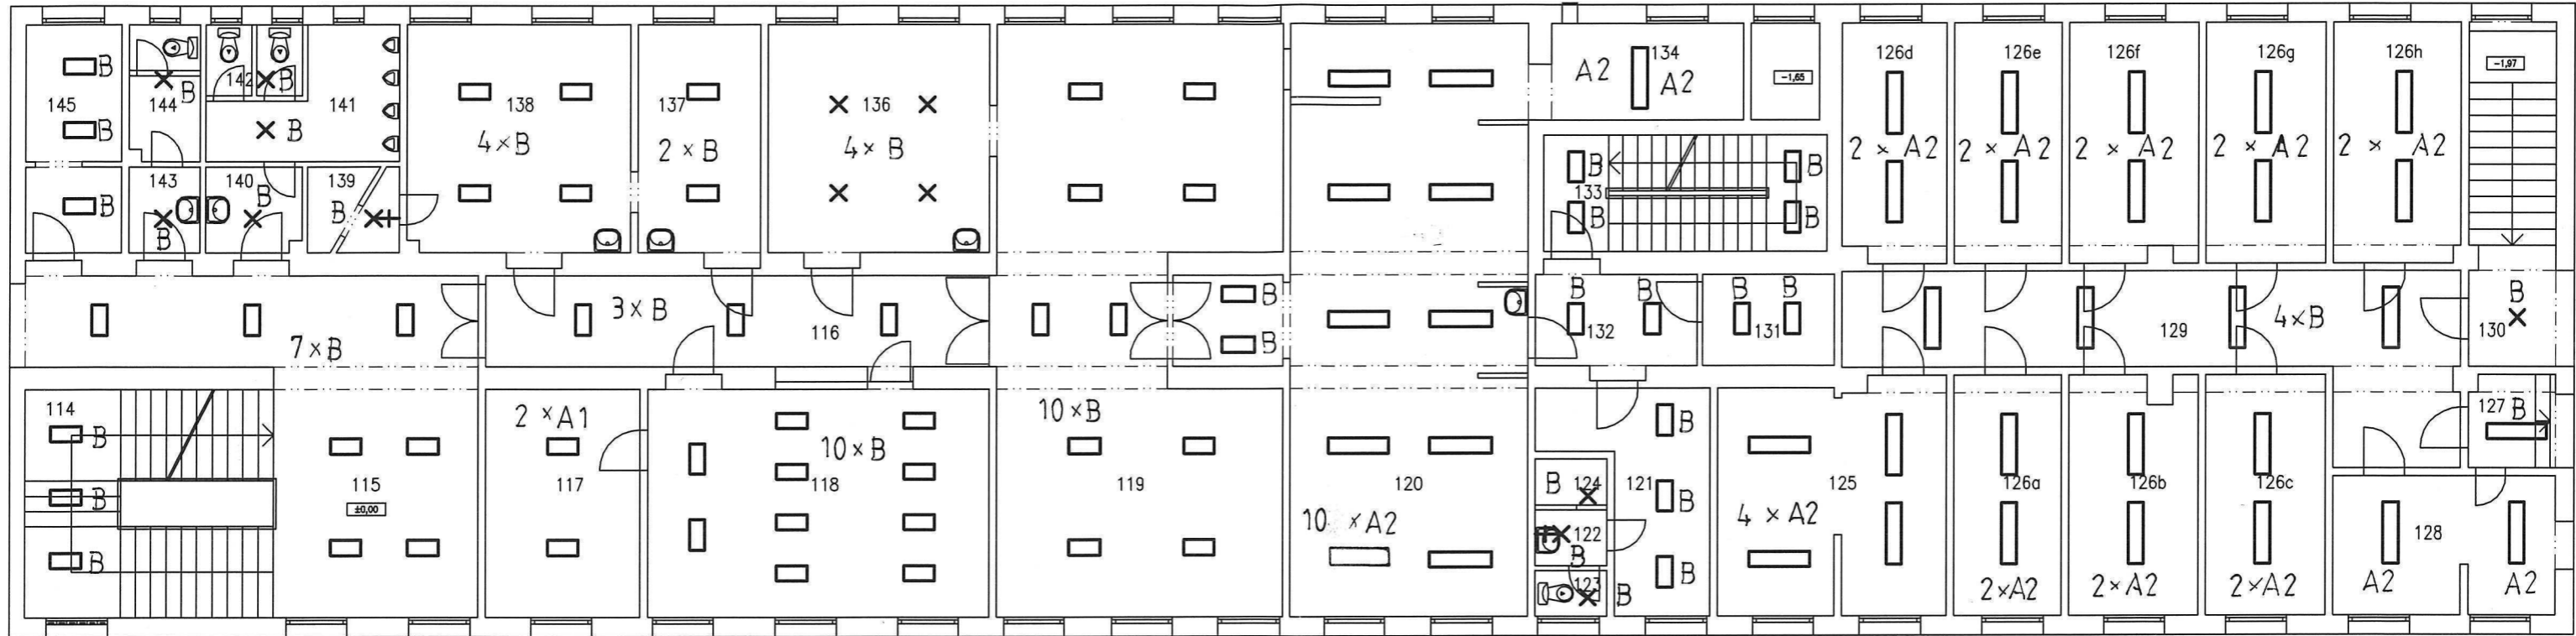 126d
126e
126f
126g
126h
134
A2
A2
-1,65
-1,97
145
B
B
B
144
B
142
B
141
B
138
4×B
137
2×B
136
4×B
2×A2
2×A2
2×A2
2×A2
2×A2
143
B
140
B
139
B
133
B
B
B
B
7×B
3×B
116
B
B
132
B
B
131
B
B
129
4×B
130
B
114
B
B
B
115
±0,00
2×A1
117
10×B
118
10×B
119
120
10×A2
B
124
122
B
123
B
121
B
B
B
125
4×A2
126a
2×A2
126b
2×A2
126c
2×A2
127
B
128
A2
A2